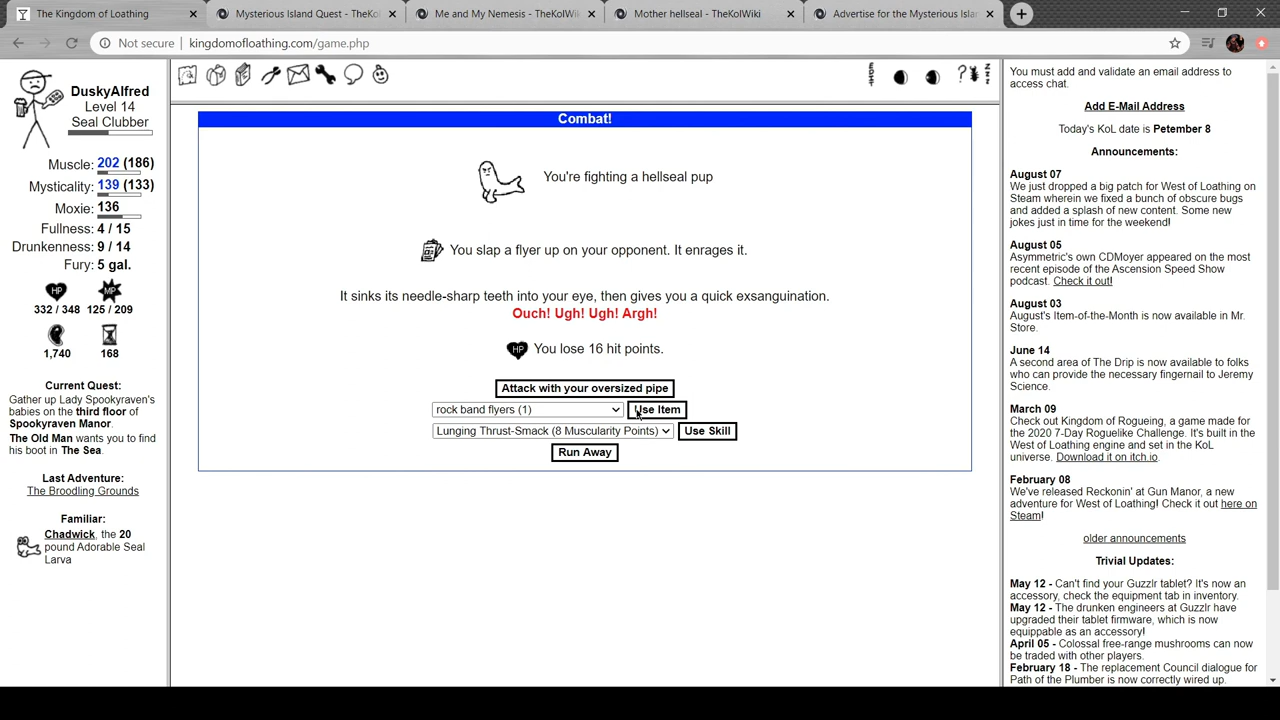 The Kingdom of Loathing
Mysterious Island Quest - TheKol
Me and My Nemesis - TheKolWik
Mother hellseal - TheKolWiki
Advertise for the Mysterious Islan
Not secure | kingdomofloathing.com/game.php
DuskyAlfred
Level 14
Seal Clubber
Muscle: 202 (186)
Mysticality: 139 (133)
Moxie: 136
Fullness: 4 / 15
Drunkenness: 9 / 14
Fury: 5 gal.
HP MP
332 / 348 125 / 209
1,740 168
Current Quest:
Gather up Lady Spookyraven's
babies on the third floor of
Spookyraven Manor.
The Old Man wants you to find
his boot in The Sea.
Last Adventure:
The Broodling Grounds
Familiar:
Chadwick, the 20
pound Adorable Seal
Larva
Combat!
You're fighting a hellseal pup
You slap a flyer up on your opponent. It enrages it.
It sinks its needle-sharp teeth into your eye, then gives you a quick exsanguination.
Ouch! Ugh! Ugh! Argh!
HP You lose 16 hit points.
Attack with your oversized pipe
rock band flyers (1) Use Item
Lunging Thrust-Smack (8 Muscularity Points) Use Skill
Run Away
You must add and validate an email address to
access chat.
Add E-Mail Address
Today's KoL date is Petember 8
Announcements:
August 07
We just dropped a big patch for West of Loathing on
Steam wherein we fixed a bunch of obscure bugs
and added a splash of new content. Some new
jokes just in time for the weekend!
August 05
Asymmetric's own CDMoyer appeared on the most
recent episode of the Ascension Speed Show
podcast. Check it out!
August 03
August's Item-of-the-Month is now available in Mr.
Store.
June 14
A second area of The Drip is now available to folks
who can provide the necessary fingernail to Jeremy
Science.
March 09
Check out Kingdom of Rogueing, a game made for
the 2020 7-Day Roguelike Challenge. It's built in the
West of Loathing engine and set in the KoL
universe. Download it on itch.io.
February 08
We've released Reckonin' at Gun Manor, a new
adventure for West of Loathing! Check it out here on
Steam!
older announcements
Trivial Updates:
May 12 - Can't find your Guzzlr tablet? It's now an
accessory, check the equipment tab in inventory.
May 12 - The drunken engineers at Guzzlr have
upgraded their tablet firmware, which is now
equippable as an accessory!
April 05 - Colossal free-range mushrooms can now
be traded with other players.
February 18 - The replacement Council dialogue for
Path of the Plumber is now correctly wired up.